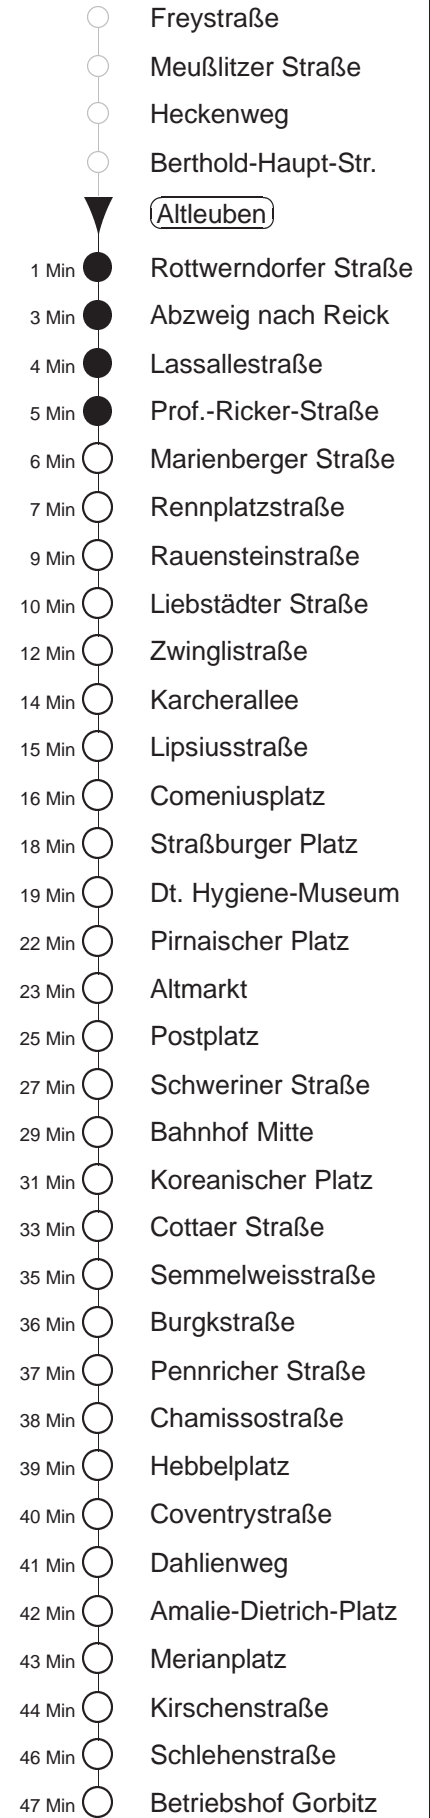 Freystraße
Meußlitzer Straße
Heckenweg
Berthold-Haupt-Str.
Altleuben
1 Min Rottwerndorfer Straße
3 Min Abzweig nach Reick
4 Min Lassallestraße
5 Min Prof.-Ricker-Straße
6 Min Marienberger Straße
7 Min Rennplatzstraße
9 Min Rauensteinstraße
10 Min Liebstädter Straße
12 Min Zwinglistraße
14 Min Karcherallee
15 Min Lipsiusstraße
16 Min Comeniusplatz
18 Min Straßburger Platz
19 Min Dt. Hygiene-Museum
22 Min Pirnaischer Platz
23 Min Altmarkt
25 Min Postplatz
27 Min Schweriner Straße
29 Min Bahnhof Mitte
31 Min Koreanischer Platz
33 Min Cottaer Straße
35 Min Semmelweisstraße
36 Min Burgkstraße
37 Min Pennricher Straße
38 Min Chamissostraße
39 Min Hebbelplatz
40 Min Coventrystraße
41 Min Dahlienweg
42 Min Amalie-Dietrich-Platz
43 Min Merianplatz
44 Min Kirschenstraße
46 Min Schlehenstraße
47 Min Betriebshof Gorbitz